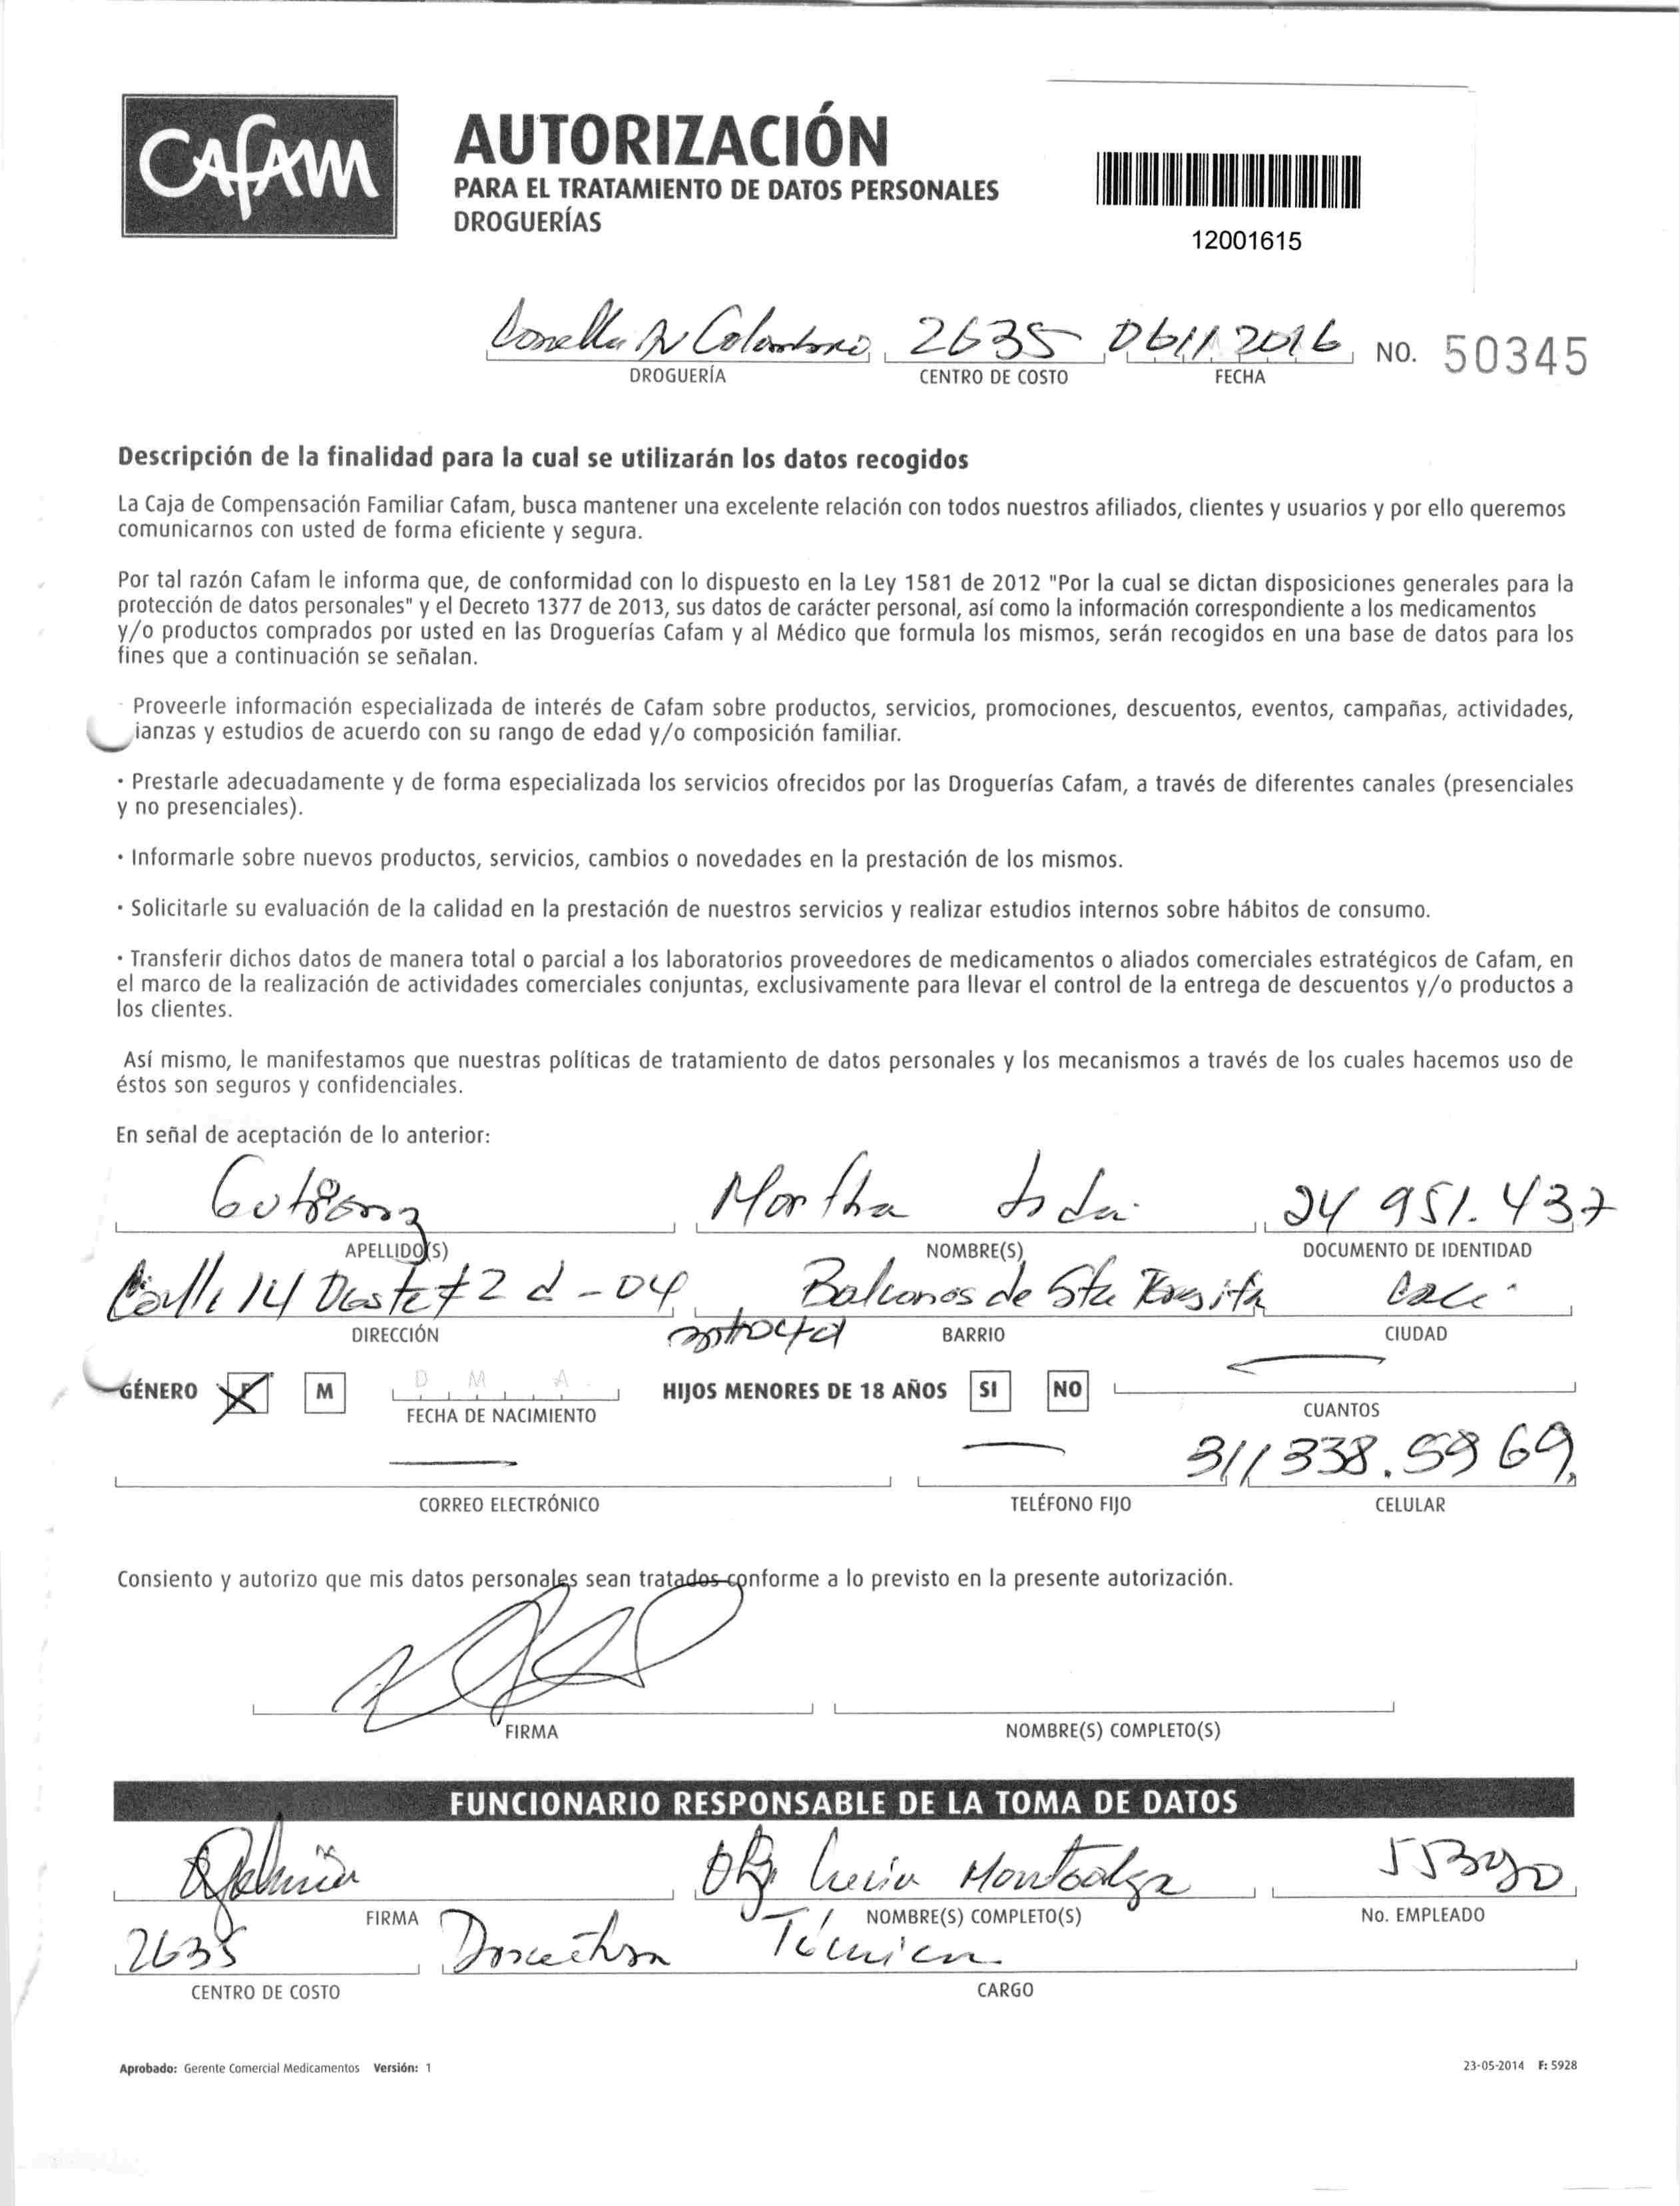 CAFAM
AUTORIZACIÓN
PARA EL TRATAMIENTO DE DATOS PERSONALES
DROGUERÍAS
12001615
2635 06112016 NO. 50345
DROGUERÍA CENTRO DE COSTO FECHA
Descripción de la finalidad para la cual se utilizarán los datos recogidos
La Caja de Compensación Familiar Cafam, busca mantener una excelente relación con todos nuestros afiliados, clientes y usuarios y por ello queremos
comunicarnos con usted de forma eficiente y segura.
Por tal razón Cafam le informa que, de conformidad con lo dispuesto en la Ley 1581 de 2012 "Por la cual se dictan disposiciones generales para la
protección de datos personales" y el Decreto 1377 de 2013, sus datos de carácter personal, así como la información correspondiente a los medicamentos
y/o productos comprados por usted en las Droguerías Cafam y al Médico que formula los mismos, serán recogidos en una base de datos para los
fines que a continuación se señalan.
Proveerle información especializada de interés de Cafam sobre productos, servicios, promociones, descuentos, eventos, campañas, actividades,
ianzas y estudios de acuerdo con su rango de edad y/o composición familiar.
· Prestarle adecuadamente y de forma especializada los servicios ofrecidos por las Droguerías Cafam, a través de diferentes canales (presenciales
y no presenciales).
· Informarle sobre nuevos productos, servicios, cambios o novedades en la prestación de los mismos.
· Solicitarle su evaluación de la calidad en la prestación de nuestros servicios y realizar estudios internos sobre hábitos de consumo.
· Transferir dichos datos de manera total o parcial a los laboratorios proveedores de medicamentos o aliados comerciales estratégicos de Cafam, en
el marco de la realización de actividades comerciales conjuntas, exclusivamente para llevar el control de la entrega de descuentos y/o productos a
los clientes.
Así mismo, le manifestamos que nuestras políticas de tratamiento de datos personales y los mecanismos a través de los cuales hacemos uso de
éstos son seguros y confidenciales.
En señal de aceptación de lo anterior:
Martha 24 951.437
APELLIDO(S) NOMBRE(S) DOCUMENTO DE IDENTIDAD
Calle 14 Oeste # 2 d - 04 Balcones de Sta Cali
DIRECCIÓN BARRIO CIUDAD
GÉNERO F M D M A HIJOS MENORES DE 18 AÑOS SI NO
FECHA DE NACIMIENTO CUANTOS
311 338.5969
CORREO ELECTRÓNICO TELÉFONO FIJO CELULAR
Consiento y autorizo que mis datos personales sean tratados conforme a lo previsto en la presente autorización.
FIRMA NOMBRE(S) COMPLETO(S)
FUNCIONARIO RESPONSABLE DE LA TOMA DE DATOS
Lucia
FIRMA NOMBRE(S) COMPLETO(S) No. EMPLEADO
2635 Técnica
CENTRO DE COSTO CARGO
Aprobado: Gerente Comercial Medicamentos Versión: 1 23-05-2014 F: 5928